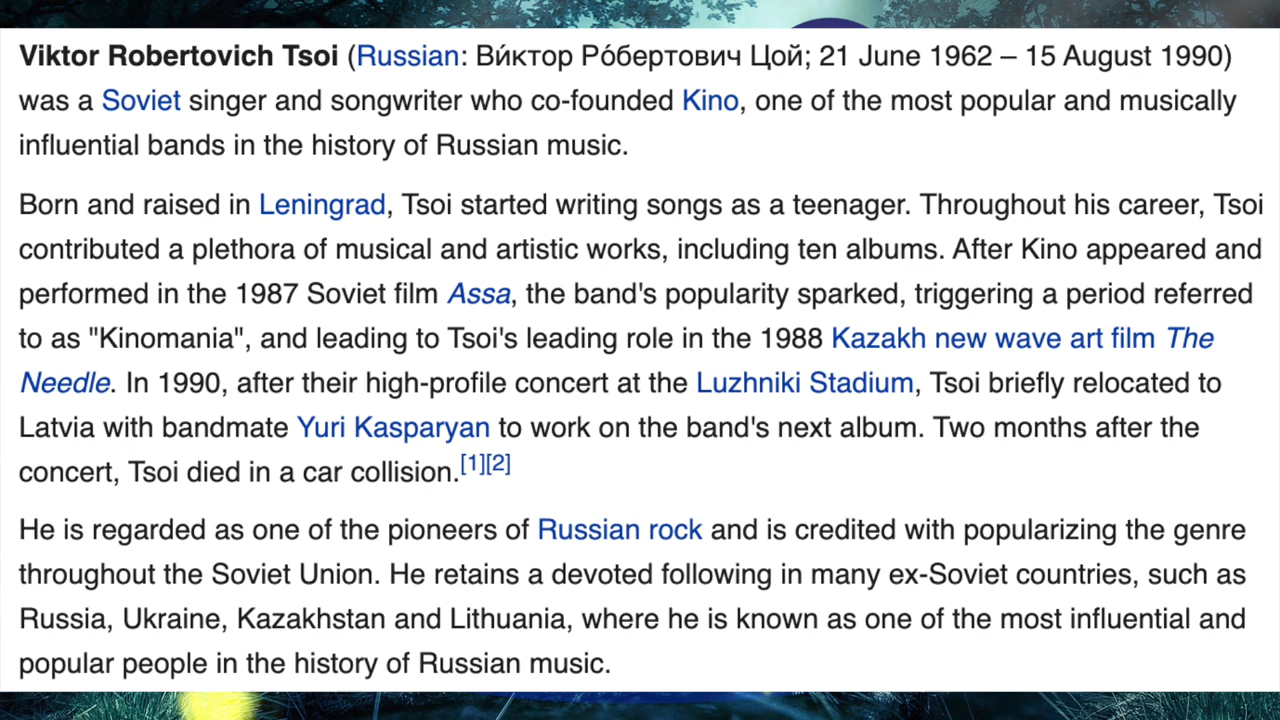 Viktor Robertovich Tsoi (Russian: Ви́ктор Ро́бертович Цой; 21 June 1962 – 15 August 1990)
was a Soviet singer and songwriter who co-founded Kino, one of the most popular and musically
influential bands in the history of Russian music.
Born and raised in Leningrad, Tsoi started writing songs as a teenager. Throughout his career, Tsoi
contributed a plethora of musical and artistic works, including ten albums. After Kino appeared and
performed in the 1987 Soviet film Assa, the band's popularity sparked, triggering a period referred
to as "Kinomania", and leading to Tsoi's leading role in the 1988 Kazakh new wave art film The
Needle. In 1990, after their high-profile concert at the Luzhniki Stadium, Tsoi briefly relocated to
Latvia with bandmate Yuri Kasparyan to work on the band's next album. Two months after the
concert, Tsoi died in a car collision.[1][2]
He is regarded as one of the pioneers of Russian rock and is credited with popularizing the genre
throughout the Soviet Union. He retains a devoted following in many ex-Soviet countries, such as
Russia, Ukraine, Kazakhstan and Lithuania, where he is known as one of the most influential and
popular people in the history of Russian music.